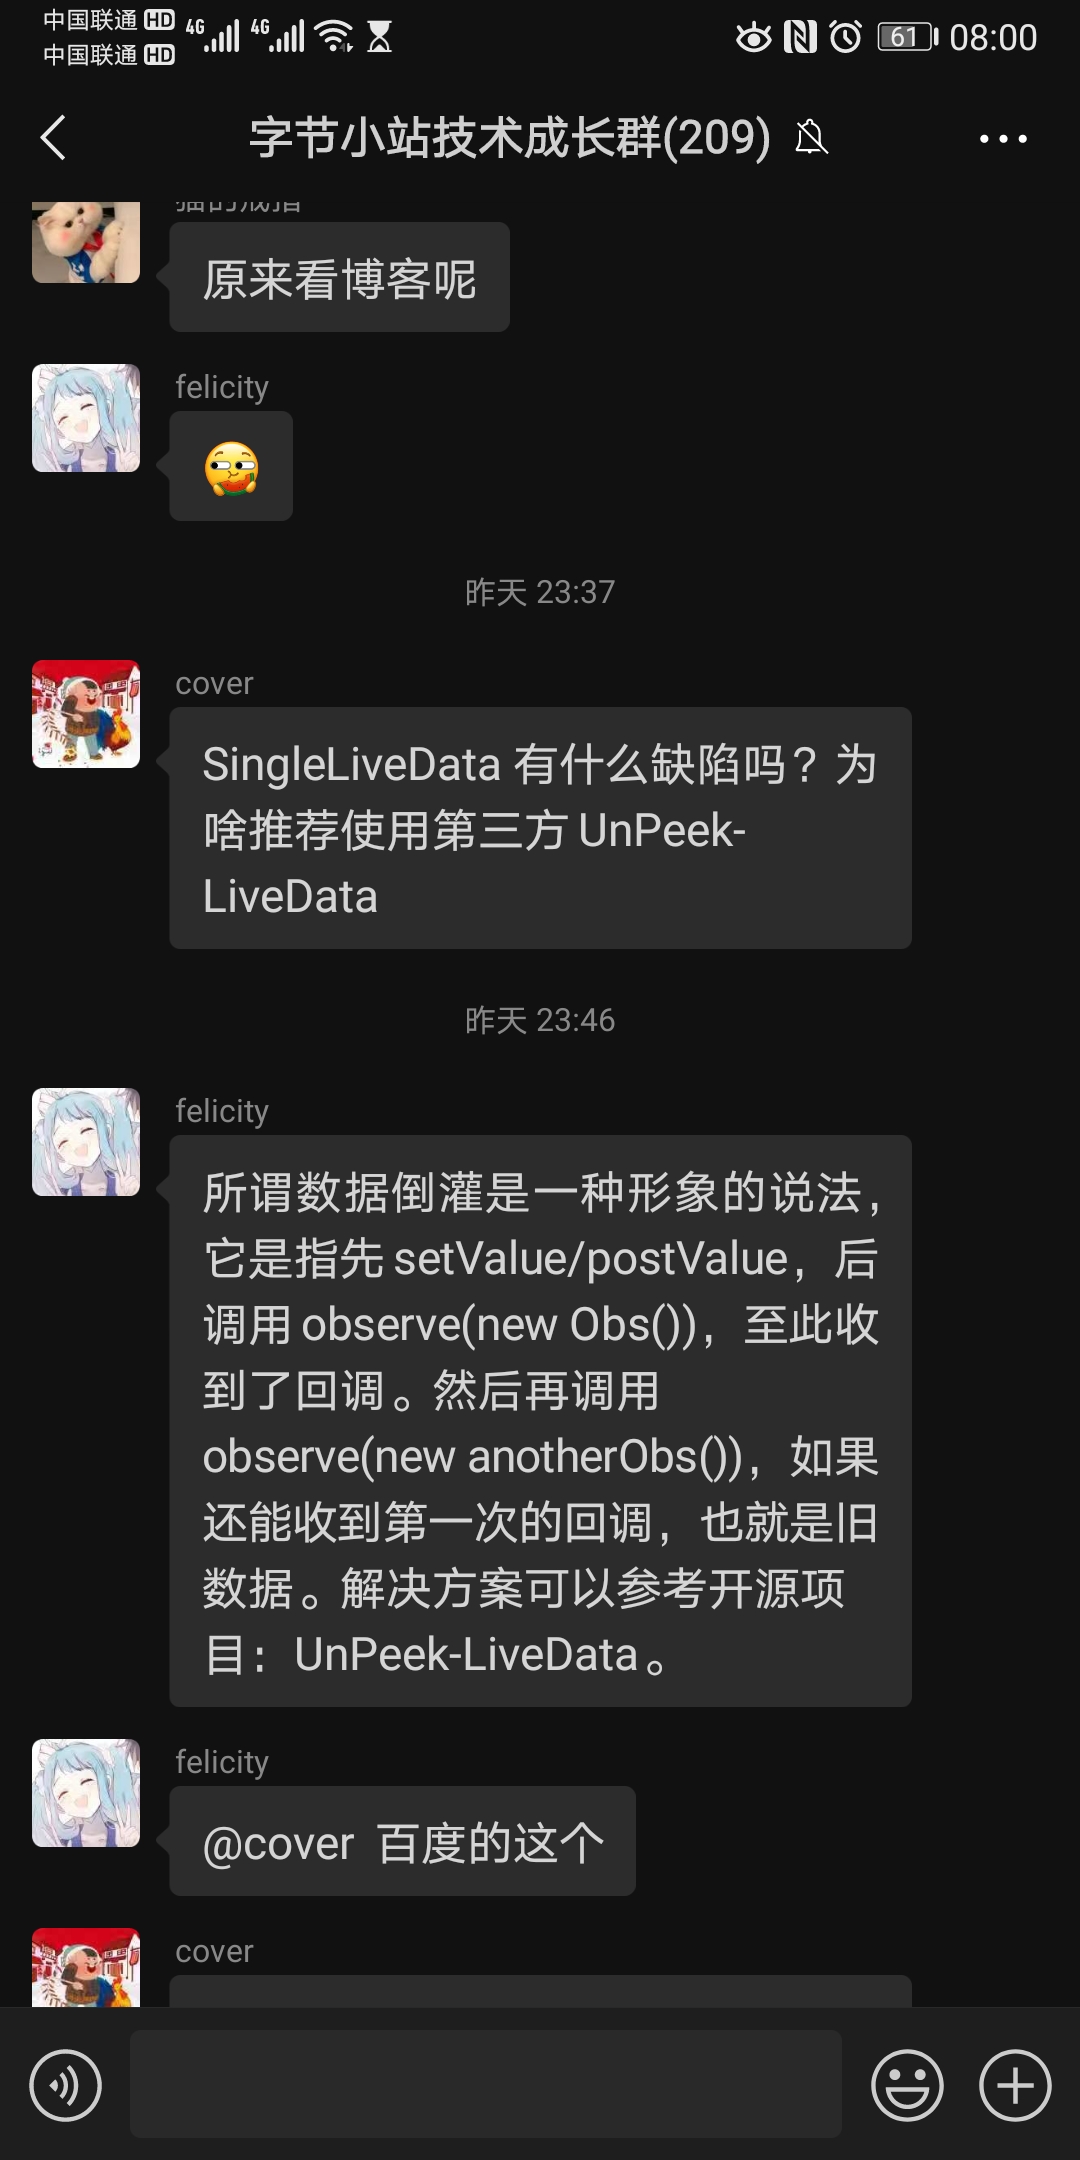 中国联通 HD 4G 4G 61 08:00
中国联通 HD
字节小站技术成长群(209)
猫的戒指
原来看博客呢
felicity
昨天 23:37
cover
SingleLiveData 有什么缺陷吗？为
啥推荐使用第三方 UnPeek-
LiveData
昨天 23:46
felicity
所谓数据倒灌是一种形象的说法，
它是指先 setValue/postValue，后
调用 observe(new Obs())，至此收
到了回调。然后再调用
observe(new anotherObs())，如果
还能收到第一次的回调，也就是旧
数据。解决方案可以参考开源项
目：UnPeek-LiveData。
felicity
@cover 百度的这个
cover